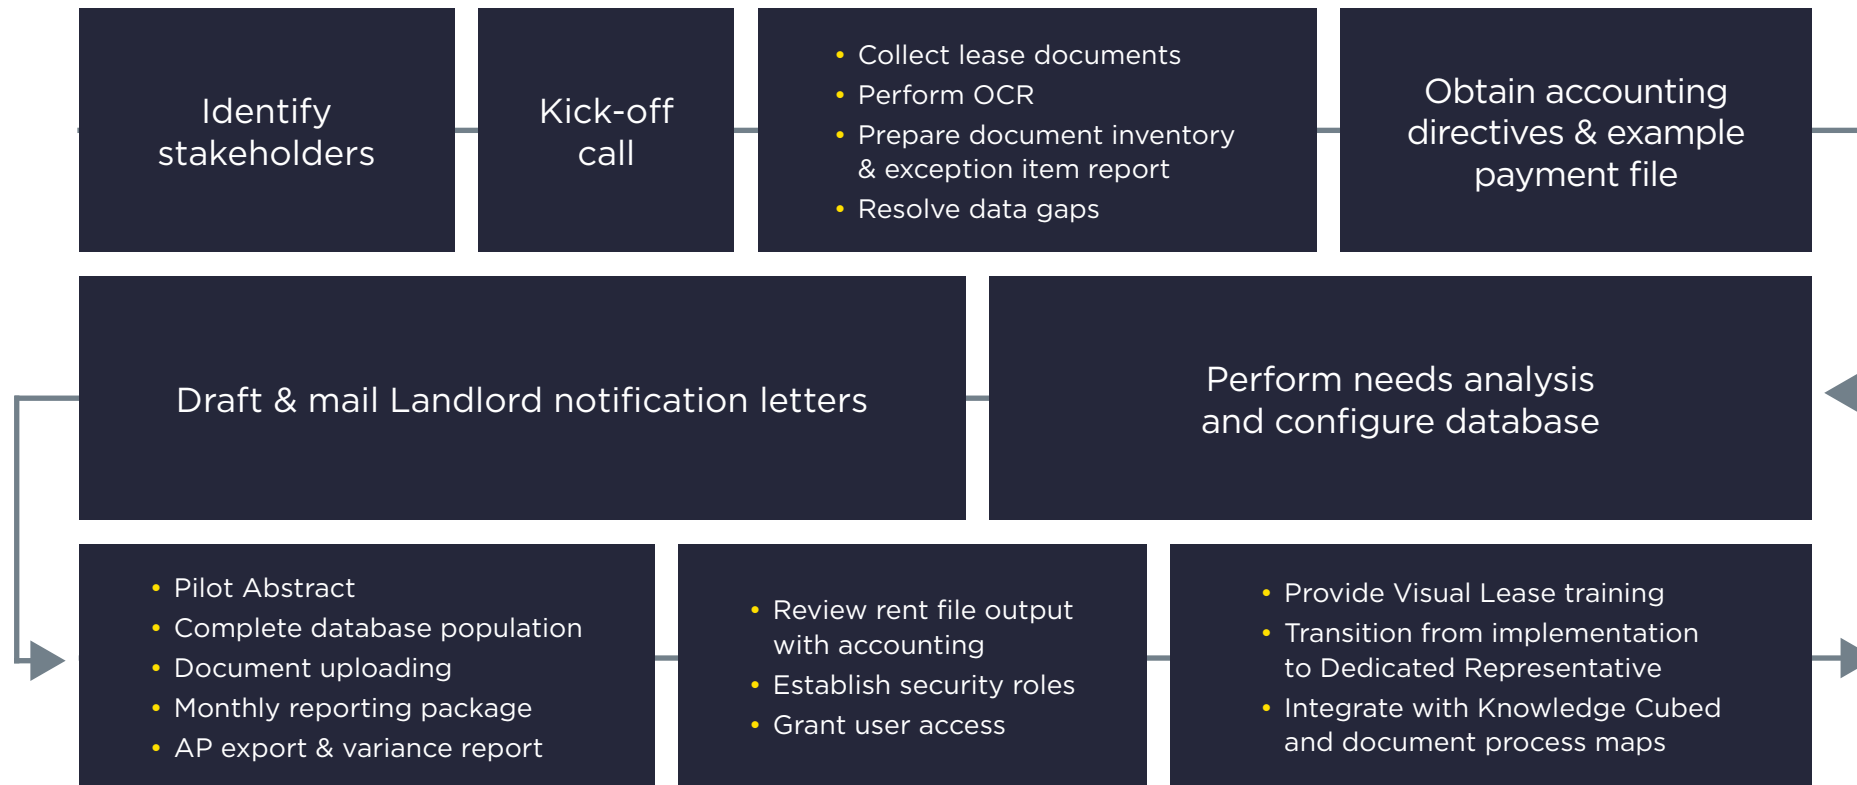 Identify
stakeholders
Kick-off
call
• Collect lease documents
• Perform OCR
• Prepare document inventory
& exception item report
• Resolve data gaps
Obtain accounting
directives & example
payment file
Perform needs analysis
and configure database
Draft & mail Landlord notification letters
• Pilot Abstract
• Complete database population
• Document uploading
• Monthly reporting package
• AP export & variance report
• Review rent file output
with accounting
• Establish security roles
• Grant user access
• Provide Visual Lease training
• Transition from implementation
to Dedicated Representative
• Integrate with Knowledge Cubed
and document process maps